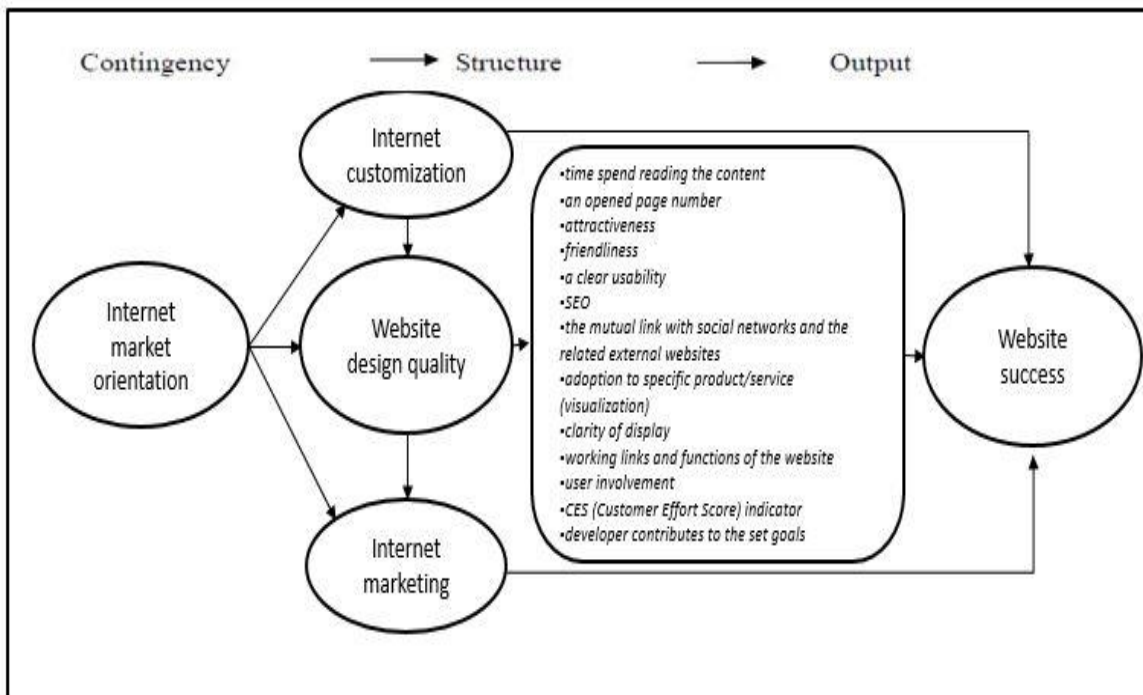 Contingency Structure Output
Internet
customization
Internet
market
orientation
Website
design quality
Internet
marketing
•time spend reading the content
•an opened page number
•attractiveness
•friendliness
•a clear usability
•SEO
•the mutual link with social networks and the
related external websites
•adoption to specific product/service
(visualization)
•clarity of display
•working links and functions of the website
•user involvement
•CES (Customer Effort Score) indicator
•developer contributes to the set goals
Website
success